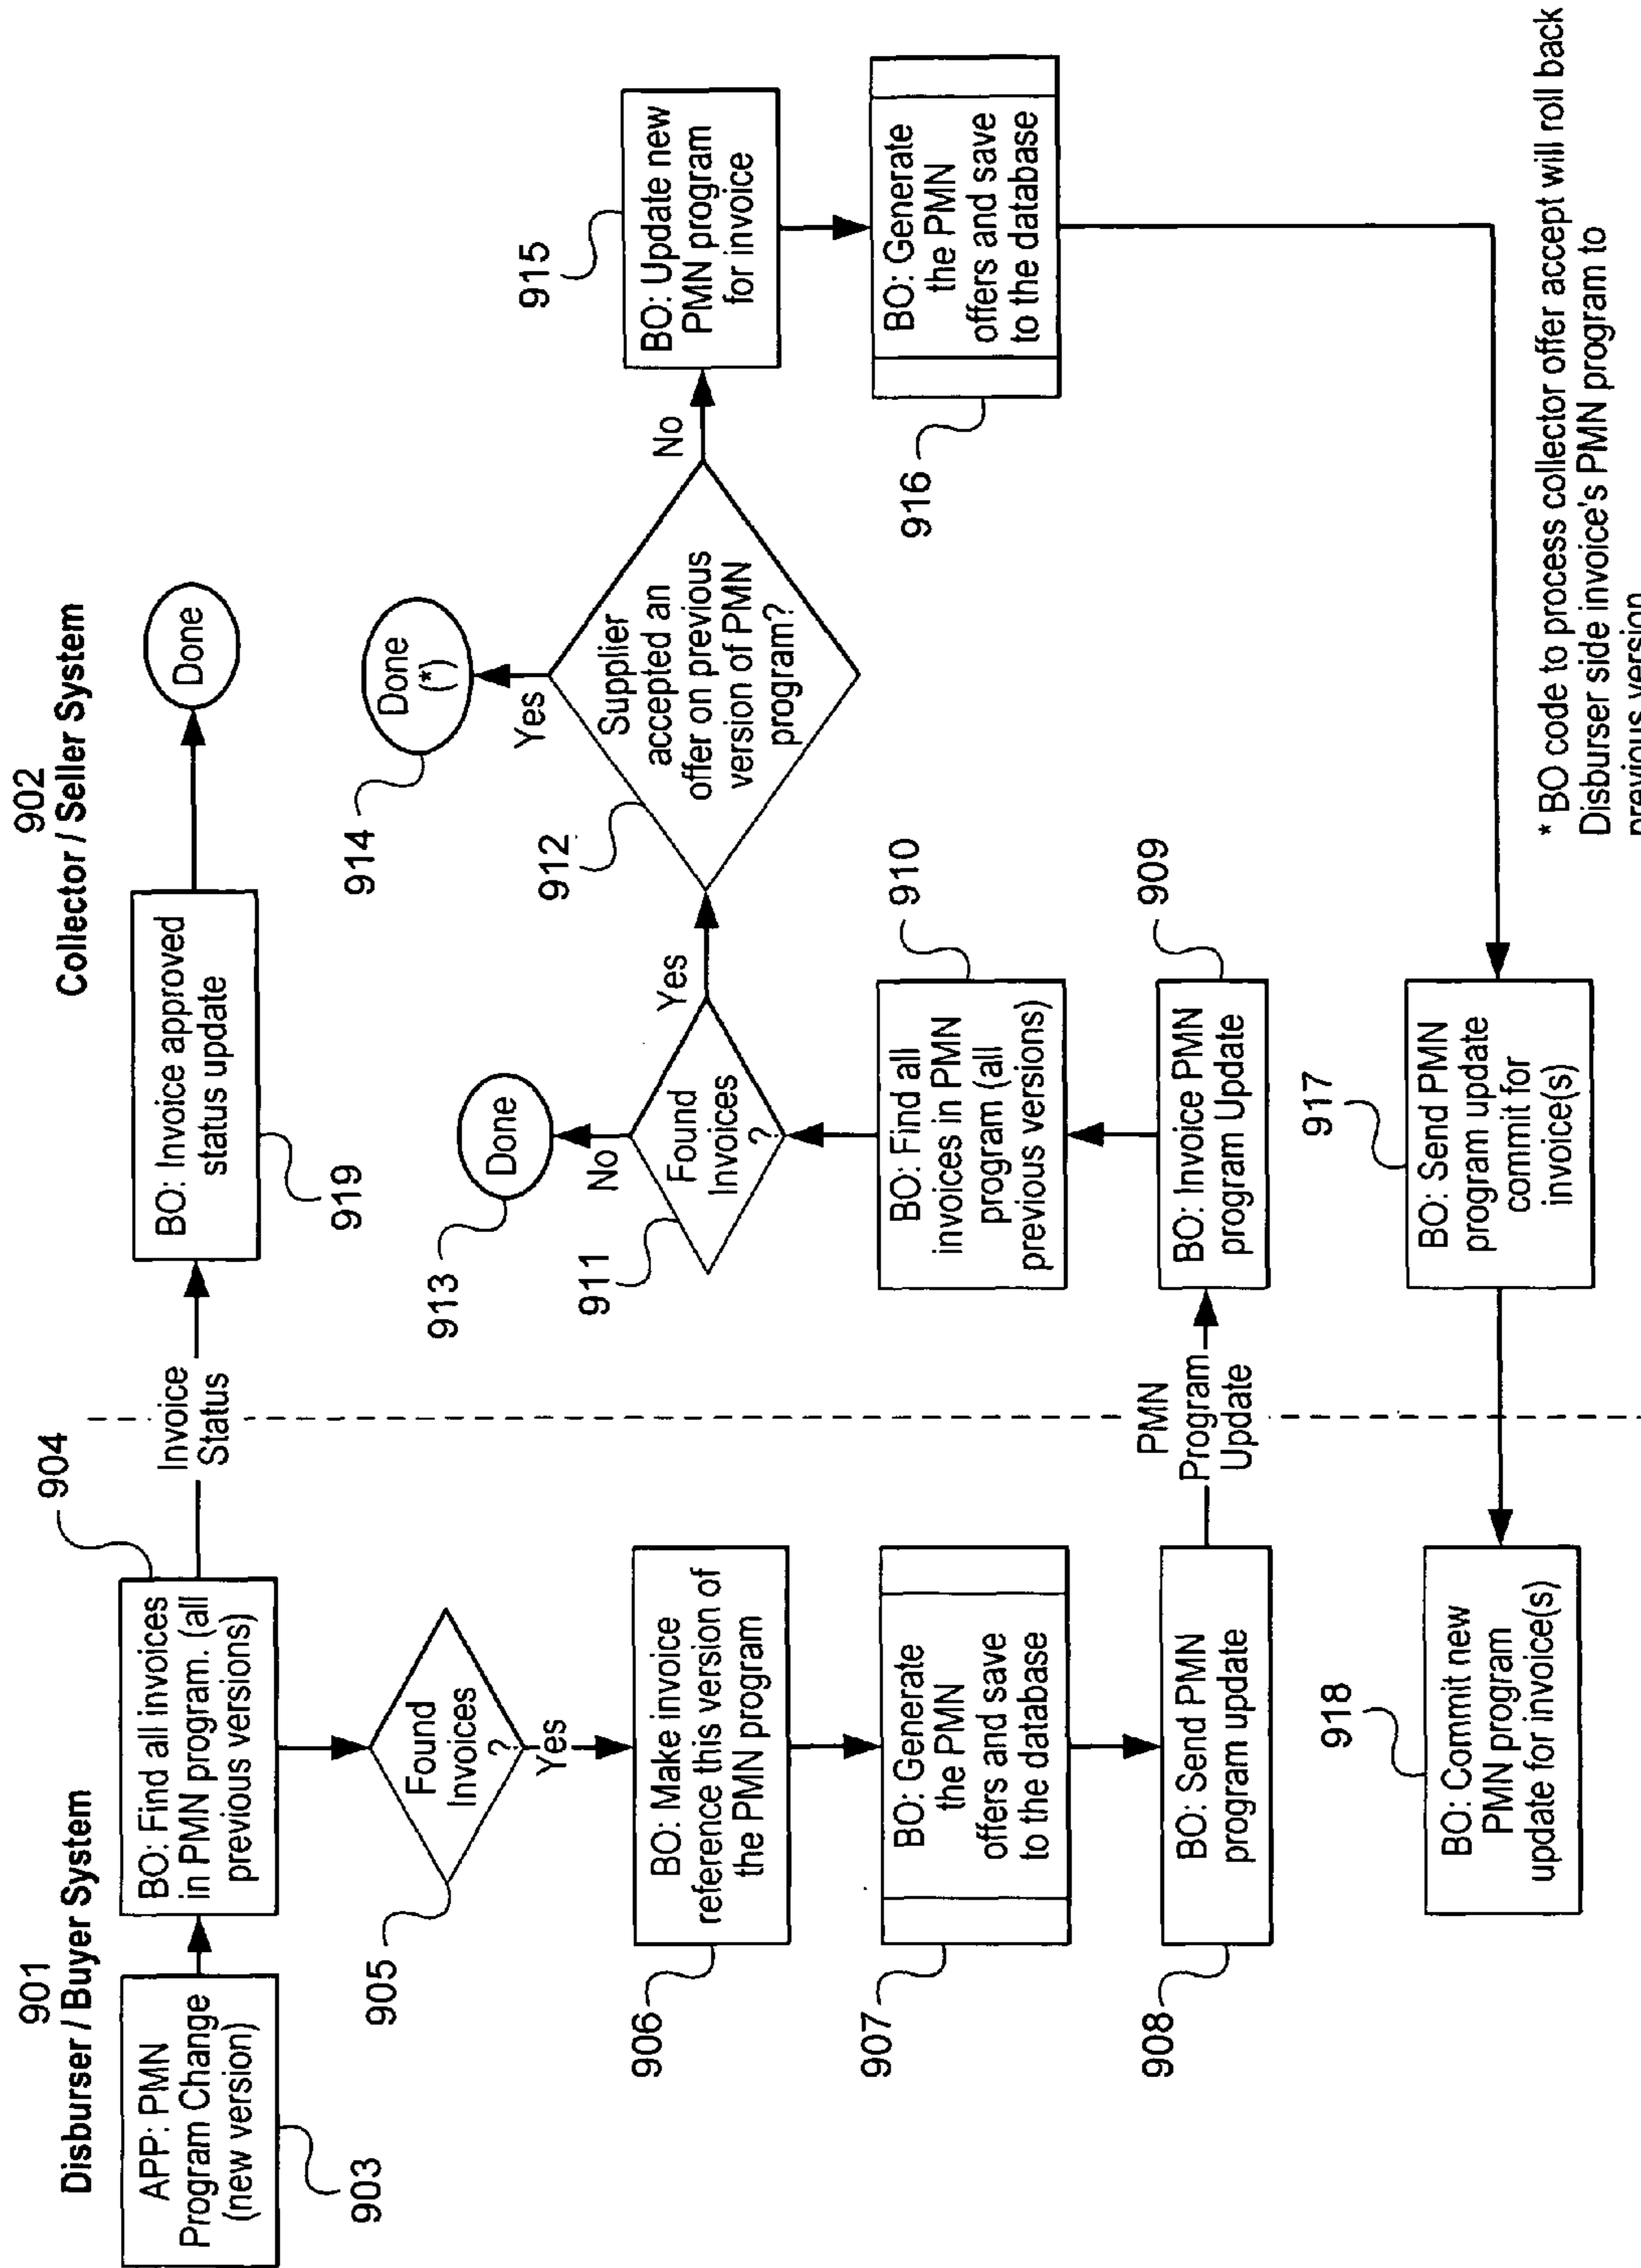 901
Disburser / Buyer System
902
Collector / Seller System
APP: PMN
Program Change
(new version)
903
904
BO: Find all invoices
in PMN program. (all
previous versions)
Invoice
Status
BO: Invoice approved
status update
919
Done
905
Found
Invoices
?
Yes
906
BO: Make invoice
reference this version of
the PMN program
907
BO: Generate
the PMN
offers and save
to the database
908
BO: Send PMN
program update
PMN
Program
Update
BO: Invoice PMN
program Update
909
BO: Find all
invoices in PMN
program (all
previous versions)
910
911
Found
Invoices
?
No
913
Done
Yes
912
Supplier
accepted an
offer on previous
version of PMN
program?
Yes
914
Done
(*)
No
915
BO: Update new
PMN program
for invoice
916
BO: Generate
the PMN
offers and save
to the database
917
BO: Send PMN
program update
commit for
invoice(s)
918
BO: Commit new
PMN program
update for invoice(s)
* BO code to process collector offer accept will roll back
Disburser side invoice's PMN program to
previous version